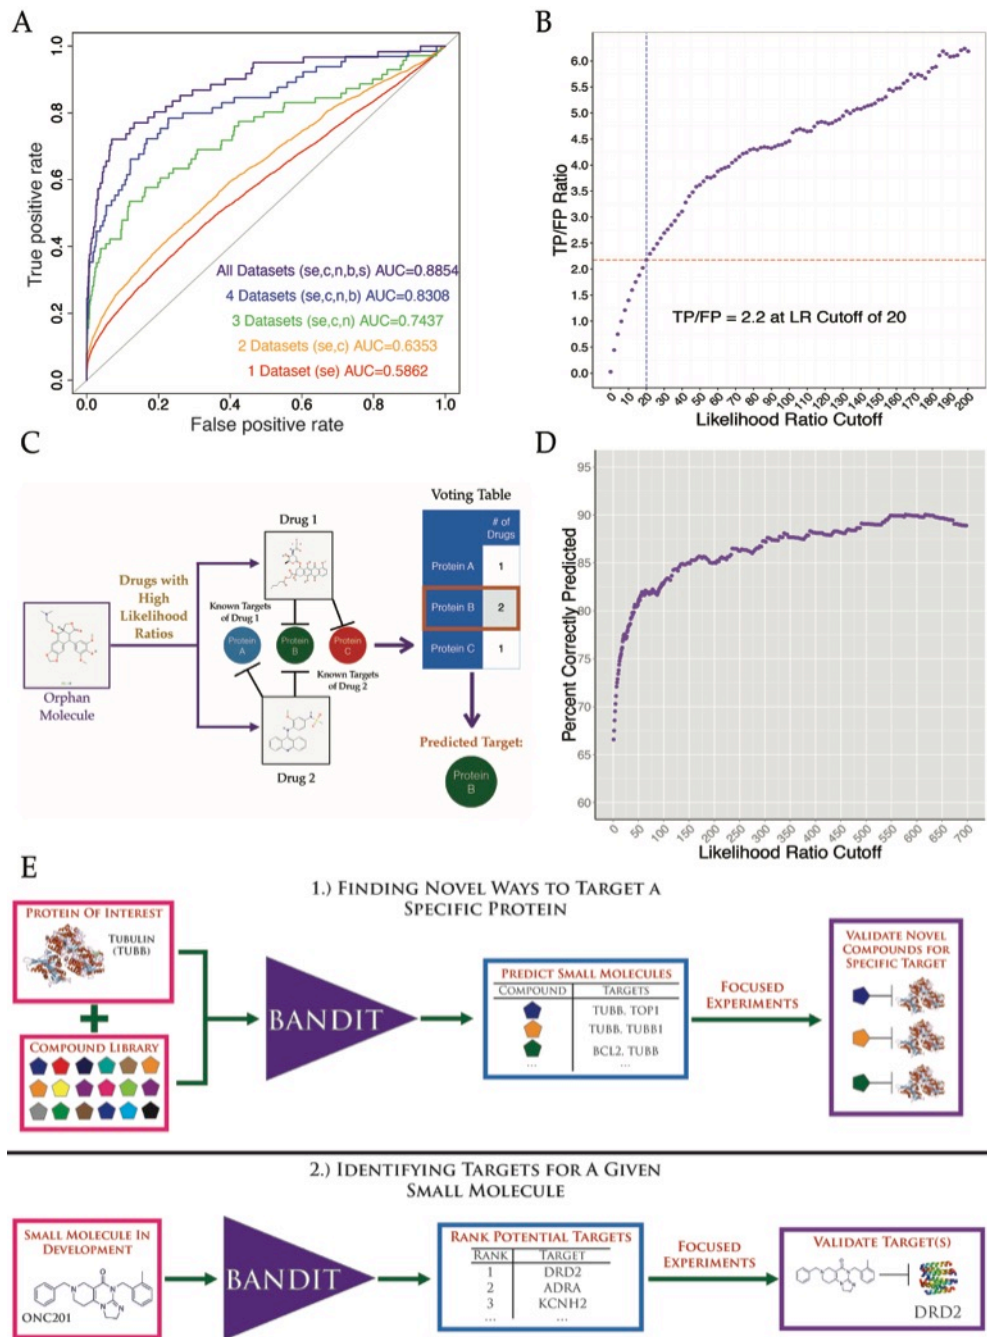 A
1.0
0.8
0.6
0.4
0.2
0.0
True positive rate
All Datasets (se,c,n,b,s) AUC=0.8854
4 Datasets (se,c,n,b) AUC=0.8308
3 Datasets (se,c,n) AUC=0.7437
2 Datasets (se,c) AUC=0.6353
1 Dataset (se) AUC=0.5862
0.0 0.2 0.4 0.6 0.8 1.0
False positive rate
B
6.0
5.5
5.0
4.5
4.0
3.5
3.0
2.5
2.0
1.5
1.0
0.5
0.0
TP/FP Ratio
TP/FP = 2.2 at LR Cutoff of 20
0 10 20 30 40 50 60 70 80 90 100 110 120 130 140 150 160 170 180 190 200
Likelihood Ratio Cutoff
C
Drugs with
High
Likelihood
Ratios
Orphan
Molecule
Drug 1
Known Targets
of Drug 1
Protein
A
Protein
B
Protein
C
Known Targets
of Drug 2
Drug 2
Voting Table
# of
Drugs
Protein A 1
Protein B 2
Protein C 1
Predicted Target:
Protein
B
D
95
90
85
80
75
70
65
60
Percent Correctly Predicted
0 50 100 150 200 250 300 350 400 450 500 550 600 650 700
Likelihood Ratio Cutoff
E
1.) FINDING NOVEL WAYS TO TARGET A
SPECIFIC PROTEIN
PROTEIN OF INTEREST
TUBULIN
(TUBB)
+
COMPOUND LIBRARY
BANDIT
PREDICT SMALL MOLECULES
COMPOUND TARGETS
TUBB, TOP1
TUBB, TUBB1
BCL2, TUBB
... ...
FOCUSED
EXPERIMENTS
VALIDATE NOVEL
COMPOUNDS FOR
SPECIFIC TARGET
2.) IDENTIFYING TARGETS FOR A GIVEN
SMALL MOLECULE
SMALL MOLECULE IN
DEVELOPMENT
ONC201
BANDIT
RANK POTENTIAL TARGETS
RANK TARGET
1 DRD2
2 ADRA
3 KCNH2
... ...
FOCUSED
EXPERIMENTS
VALIDATE TARGET(S)
DRD2